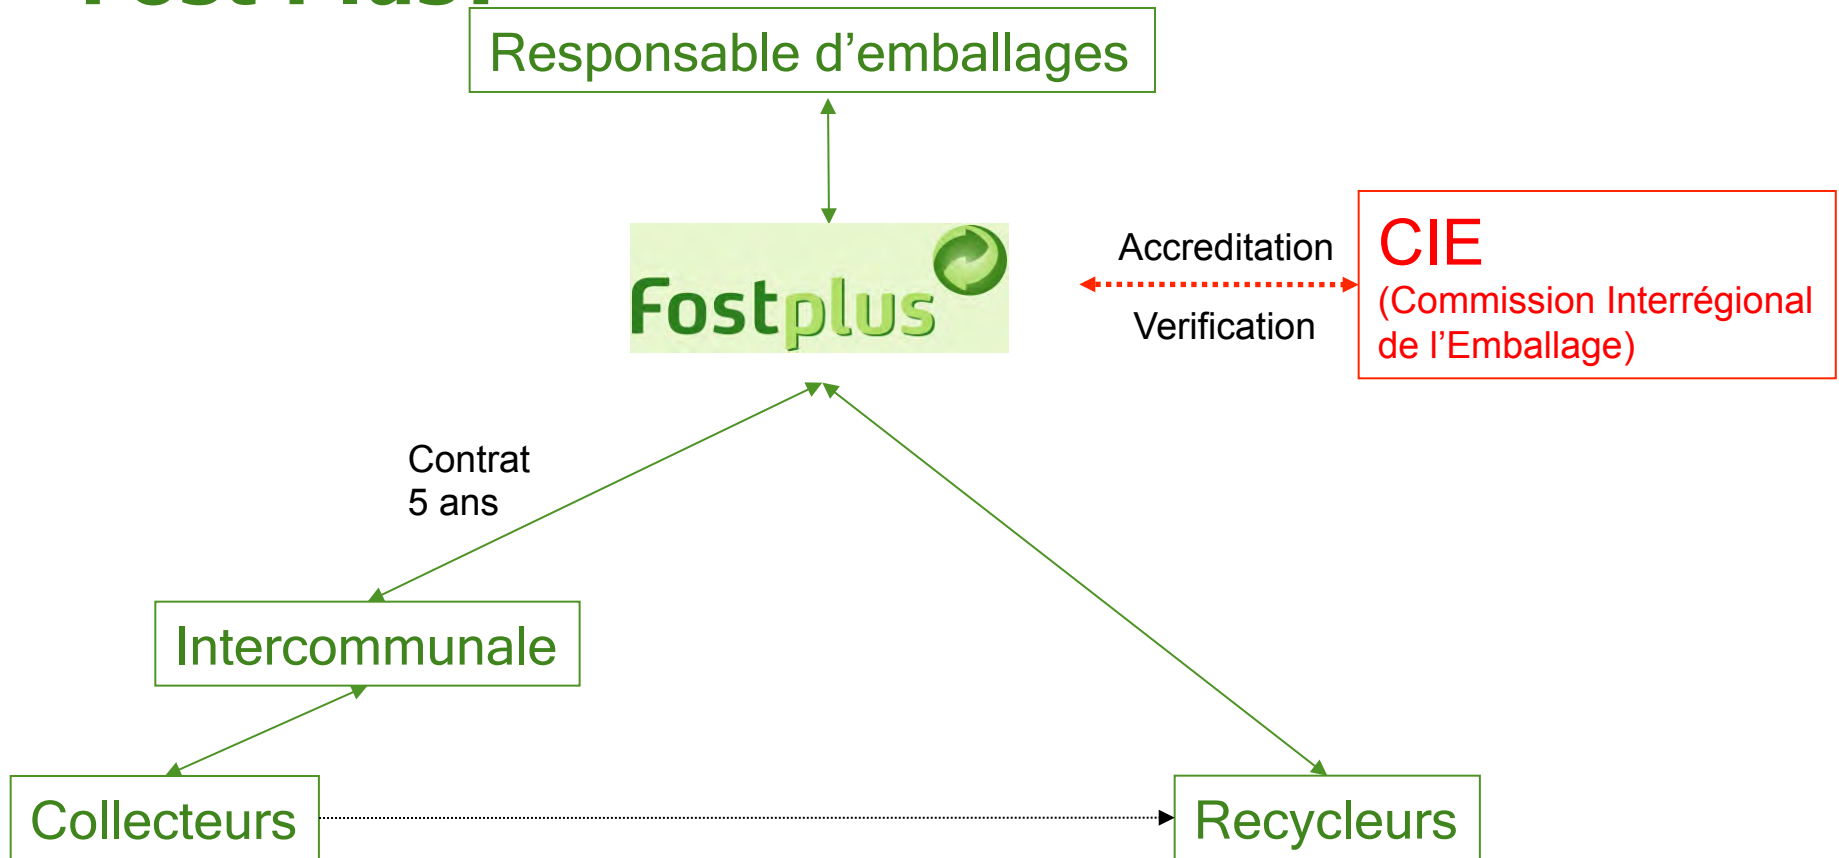 Responsable d’emballages
Fostplus
Accreditation
Verification
CIE
(Commission Interrégional
de l’Emballage)
Contrat
5 ans
Intercommunale
Collecteurs
Recycleurs